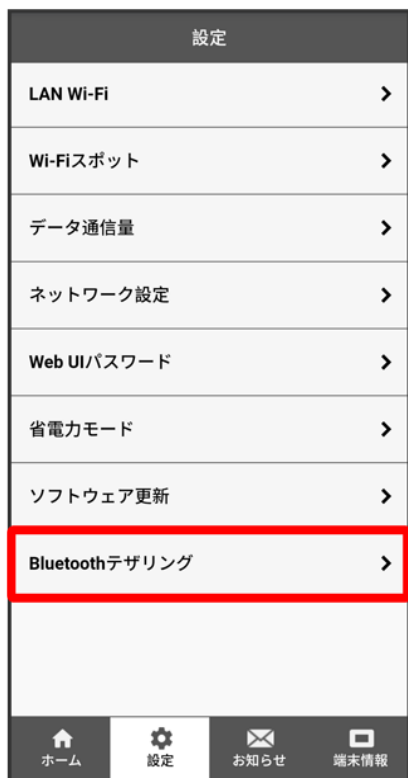 設定
LAN Wi-Fi
Wi-Fiスポット
データ通信量
ネットワーク設定
Web UIパスワード
省電力モード
ソフトウェア更新
Bluetoothテザリング
ホーム
設定
お知らせ
端末情報